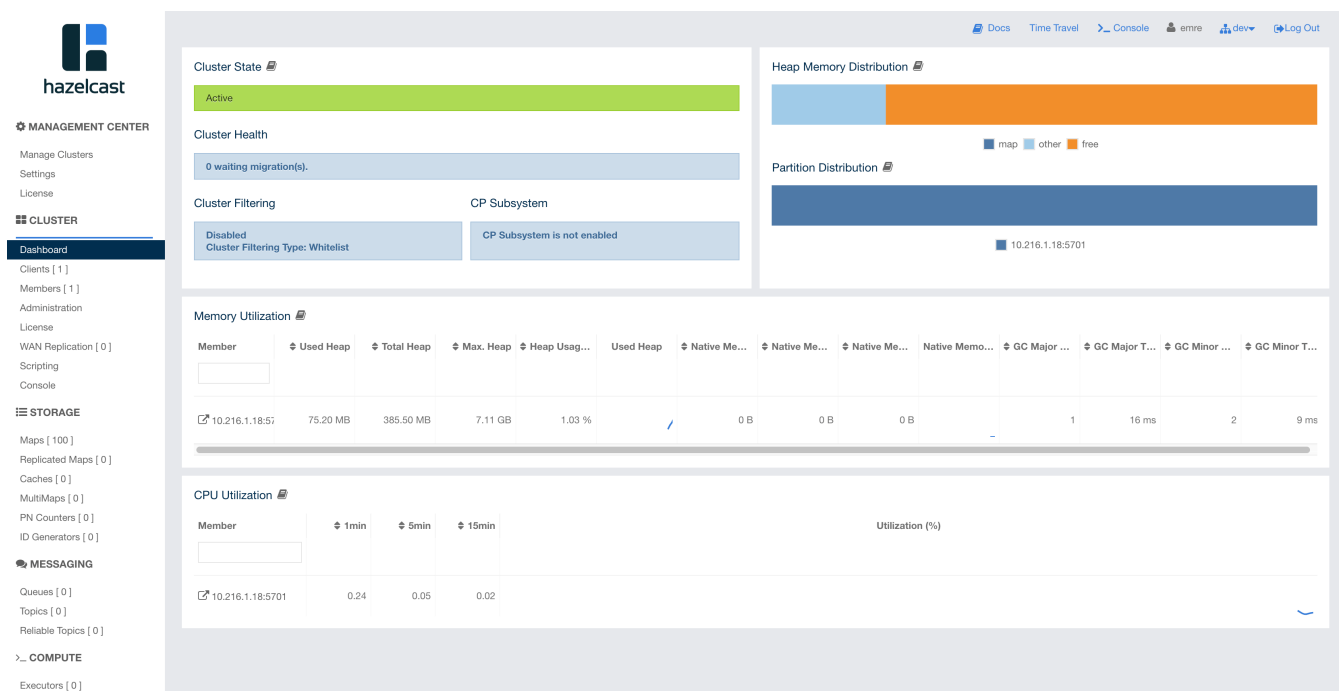 hazelcast
MANAGEMENT CENTER
Manage Clusters
Settings
License
CLUSTER
Dashboard
Clients [ 1 ]
Members [ 1 ]
Administration
License
WAN Replication [ 0 ]
Scripting
Console
STORAGE
Maps [ 100 ]
Replicated Maps [ 0 ]
Caches [ 0 ]
MultiMaps [ 0 ]
PN Counters [ 0 ]
ID Generators [ 0 ]
MESSAGING
Queues [ 0 ]
Topics [ 0 ]
Reliable Topics [ 0 ]
>_ COMPUTE
Executors [ 0 ]
Docs Time Travel >_ Console emre dev Log Out
Cluster State
Active
Cluster Health
0 waiting migration(s).
Cluster Filtering
Disabled
Cluster Filtering Type: Whitelist
CP Subsystem
CP Subsystem is not enabled
Heap Memory Distribution
map other free
Partition Distribution
10.216.1.18:5701
Memory Utilization
Member Used Heap Total Heap Max. Heap Heap Usag... Used Heap Native Me... Native Me... Native Me... Native Memo... GC Major ... GC Major T... GC Minor ... GC Minor T...
10.216.1.18:57 75.20 MB 385.50 MB 7.11 GB 1.03 % 0 B 0 B 0 B 1 16 ms 2 9 ms
CPU Utilization
Member 1min 5min 15min Utilization (%)
10.216.1.18:5701 0.24 0.05 0.02